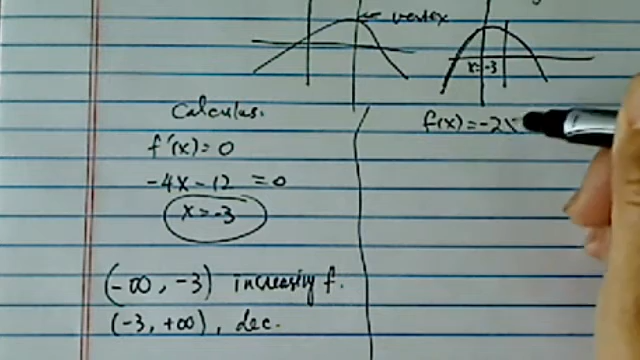 vertex
x=-3
Calculus.
f'(x)=0
-4x-12=0
x=-3
(-∞, -3) increasing f.
(-3, +∞), dec.
f(x)=-2x